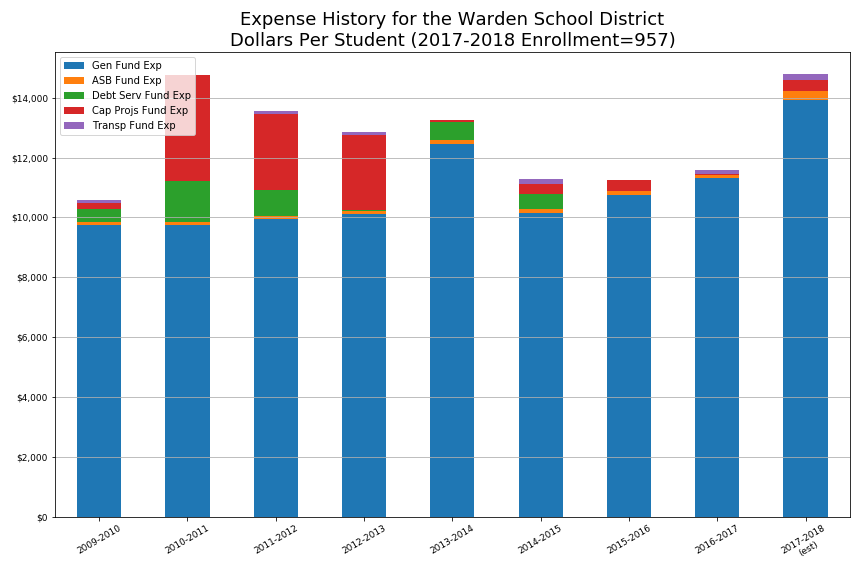 Expense History for the Warden School District
Dollars Per Student (2017-2018 Enrollment=957)
Gen Fund Exp
ASB Fund Exp
Debt Serv Fund Exp
Cap Projs Fund Exp
Transp Fund Exp
$14,000
$12,000
$10,000
$8,000
$6,000
$4,000
$2,000
$0
2009-2010
2010-2011
2011-2012
2012-2013
2013-2014
2014-2015
2015-2016
2016-2017
2017-2018
(est)